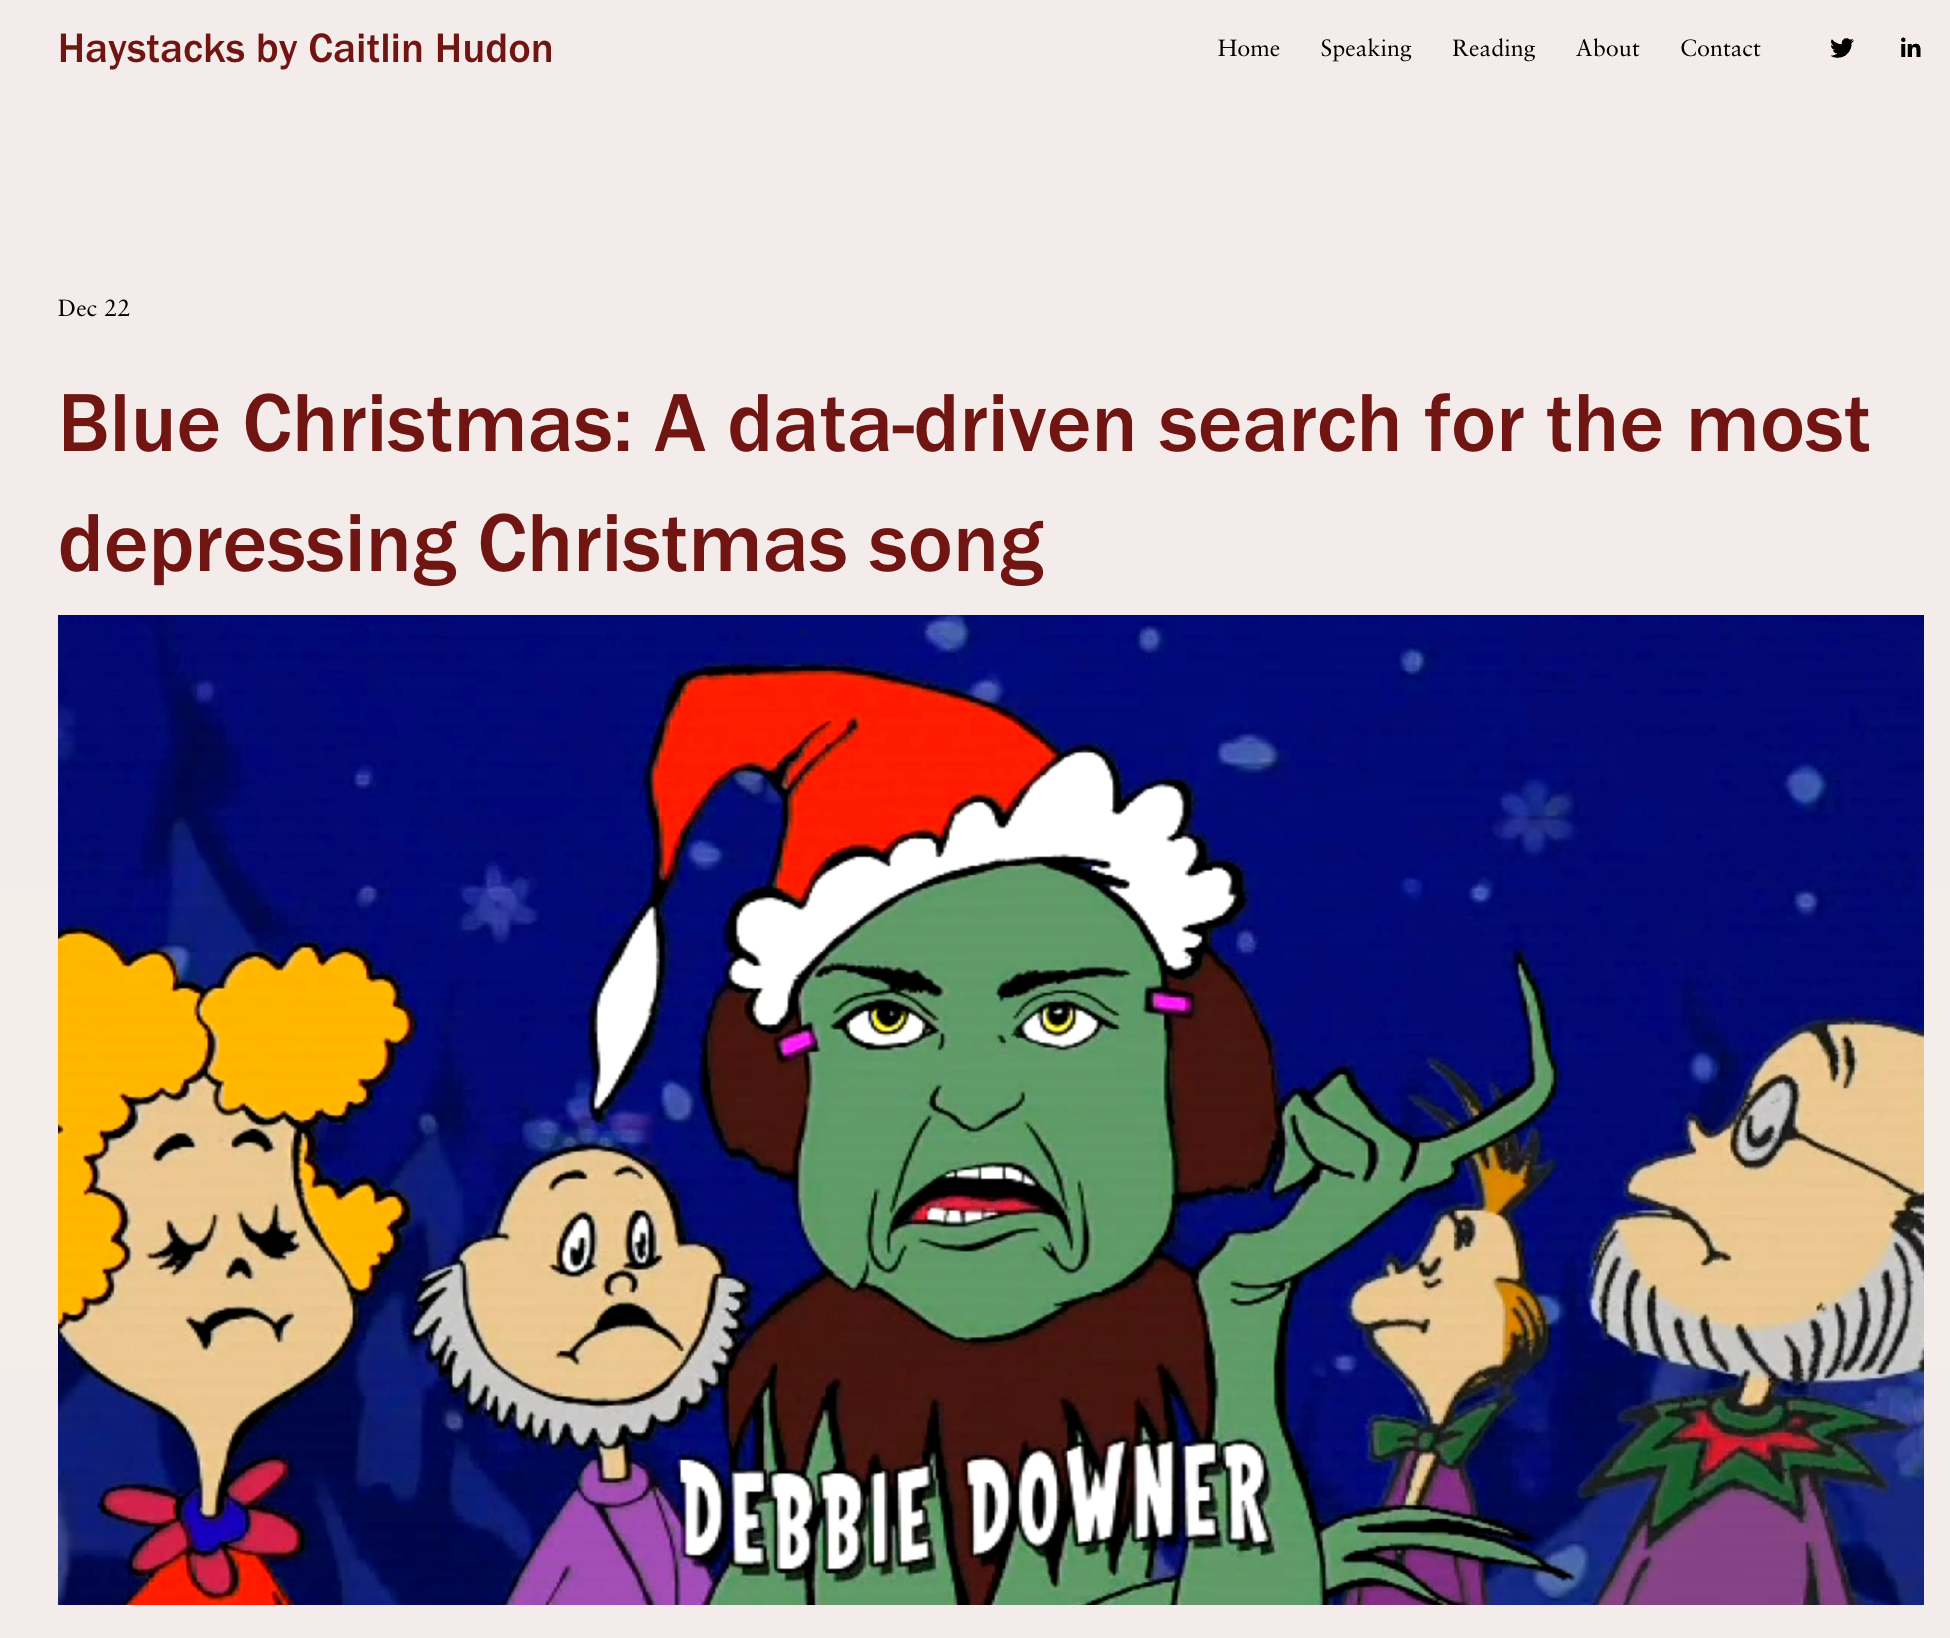 Haystacks by Caitlin Hudon
Home Speaking Reading About Contact
Dec 22
Blue Christmas: A data-driven search for the most
depressing Christmas song
DEBBIE DOWNER